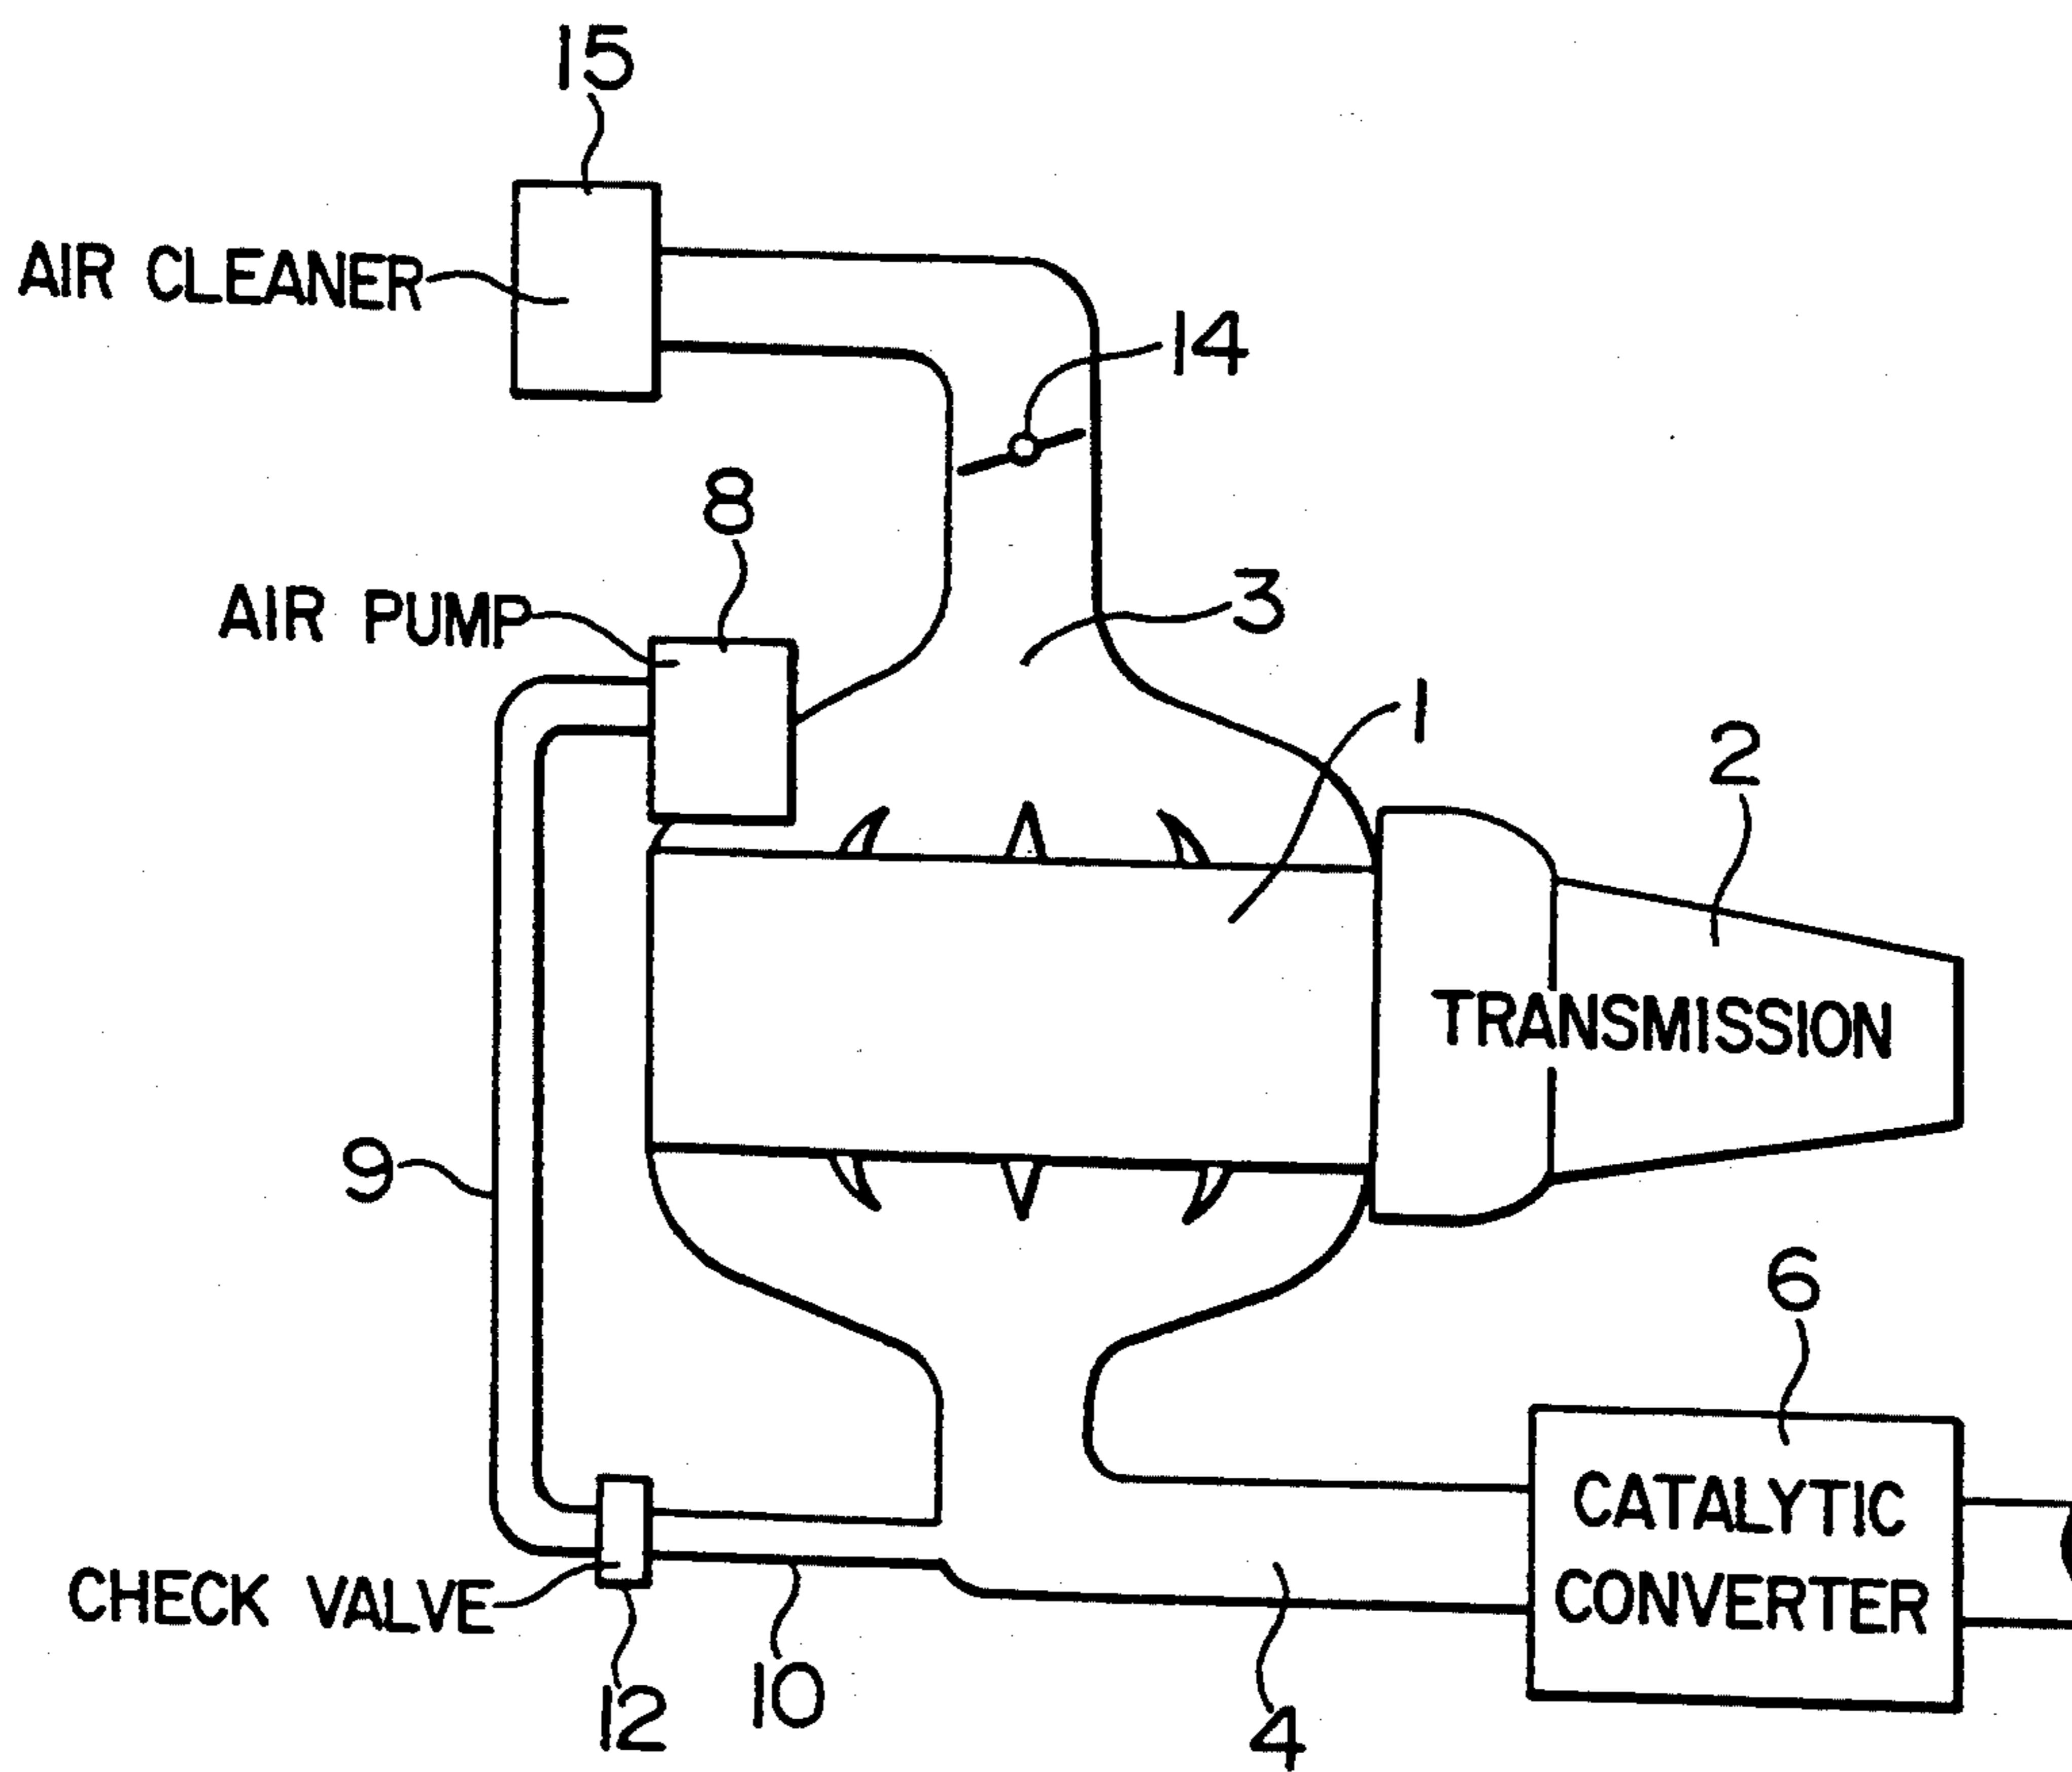 15
AIR CLEANER
14
8
AIR PUMP
3
1
2
TRANSMISSION
9
6
CATALYTIC
CONVERTER
CHECK VALVE
12
10
4